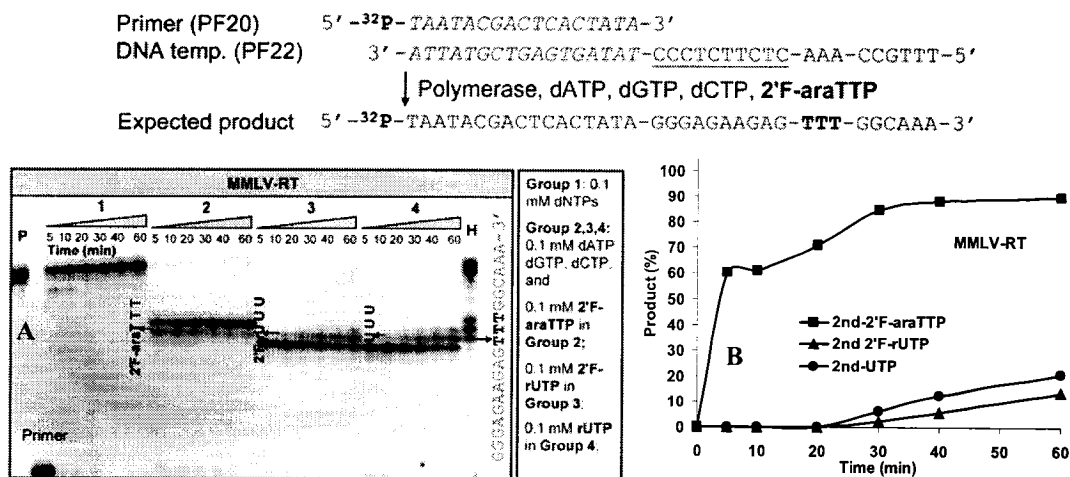 Primer (PF20) 5'-32P-TAATACGACTCACTATA-3'
DNA temp. (PF22) 3'-ATTATGCTGAGTGATAT-CCCTCTTCTC-AAA-CCGTTT-5'
Polymerase, dATP, dGTP, dCTP, 2'F-araTTP
Expected product 5'-32P-TAATACGACTCACTATA-GGGAGAAGAG-TTT-GGCAAA-3'
MMLV-RT
1 2 3 4
P H
5 10 20 30 40 60 5 10 20 30 40 60 5 10 20 30 40 60 5 10 20 30 40 60
Time (min)
A
2'F-araTTT
2'F-rUUU
rUUU
Primer
GGGAGAAGAGTTTGGCAAA-3'
Group 1: 0.1
mM dNTPs
Group 2,3,4:
0.1 mM dATP
dGTP, dCTP,
and
0.1 mM 2'F-
araTTP in
Group 2;
0.1 mM 2'F-
rUTP in
Group 3;
0.1 mM rUTP
in Group 4.
Product (%)
100
90
80
70
60
50
40
30
20
10
0
MMLV-RT
B
2nd-2'F-araTTP
2nd 2'F-rUTP
2nd-UTP
0 10 20 30 40 50 60
Time (min)